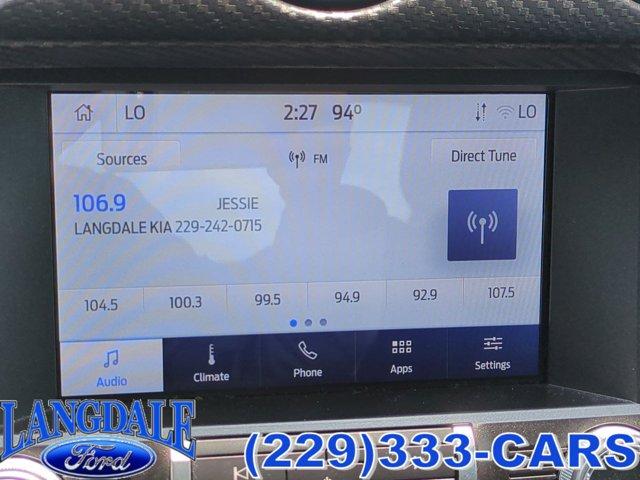 LO 2:27 94° LO
Sources FM Direct Tune
106.9 JESSIE
LANGDALE KIA 229-242-0715
104.5 100.3 99.5 94.9 92.9 107.5
Audio Climate Phone Apps Settings
LANGDALE
Ford
(229)333-CARS